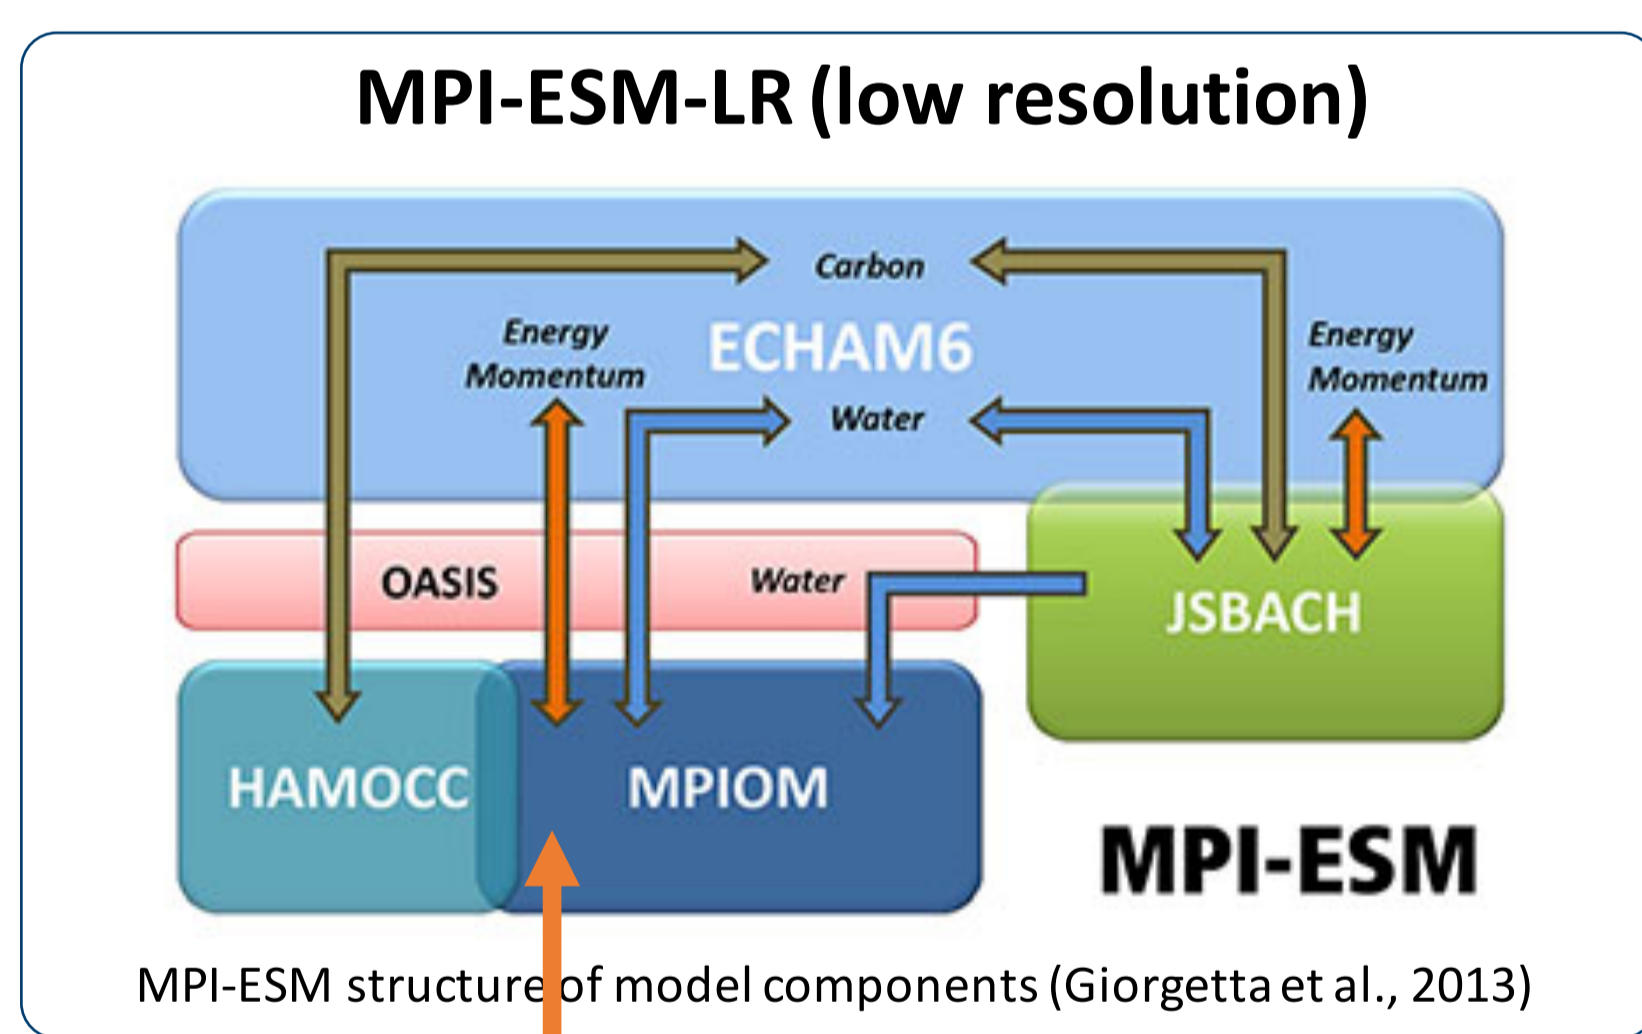 MPI-ESM-LR (low resolution)
Carbon
Energy
Momentum
ECHAM6
Energy
Momentum
Water
OASIS
Water
JSBACH
HAMOCC
MPIOM
MPI-ESM
MPI-ESM structure of model components (Giorgetta et al., 2013)